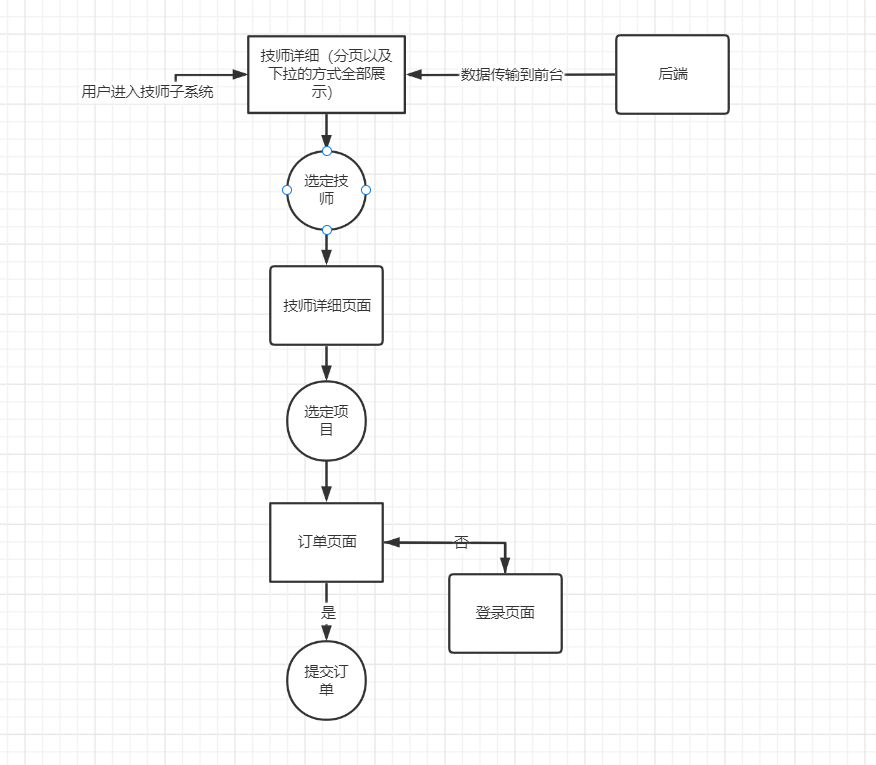 技师详细（分页以及
下拉的方式全部展
示）
用户进入技师子系统
数据传输到前台
后端
选定技
师
技师详细页面
选定项
目
订单页面
否
登录页面
是
提交订
单